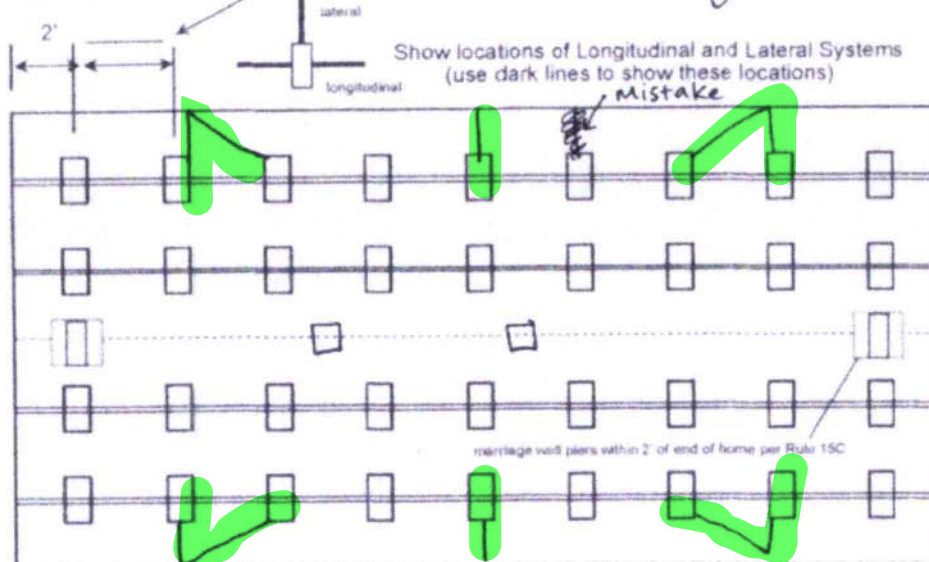 lateral
2'
longitudinal
Show locations of Longitudinal and Lateral Systems
(use dark lines to show these locations)
Mistake
marriage wall piers within 2' of end of home per Rule 15C